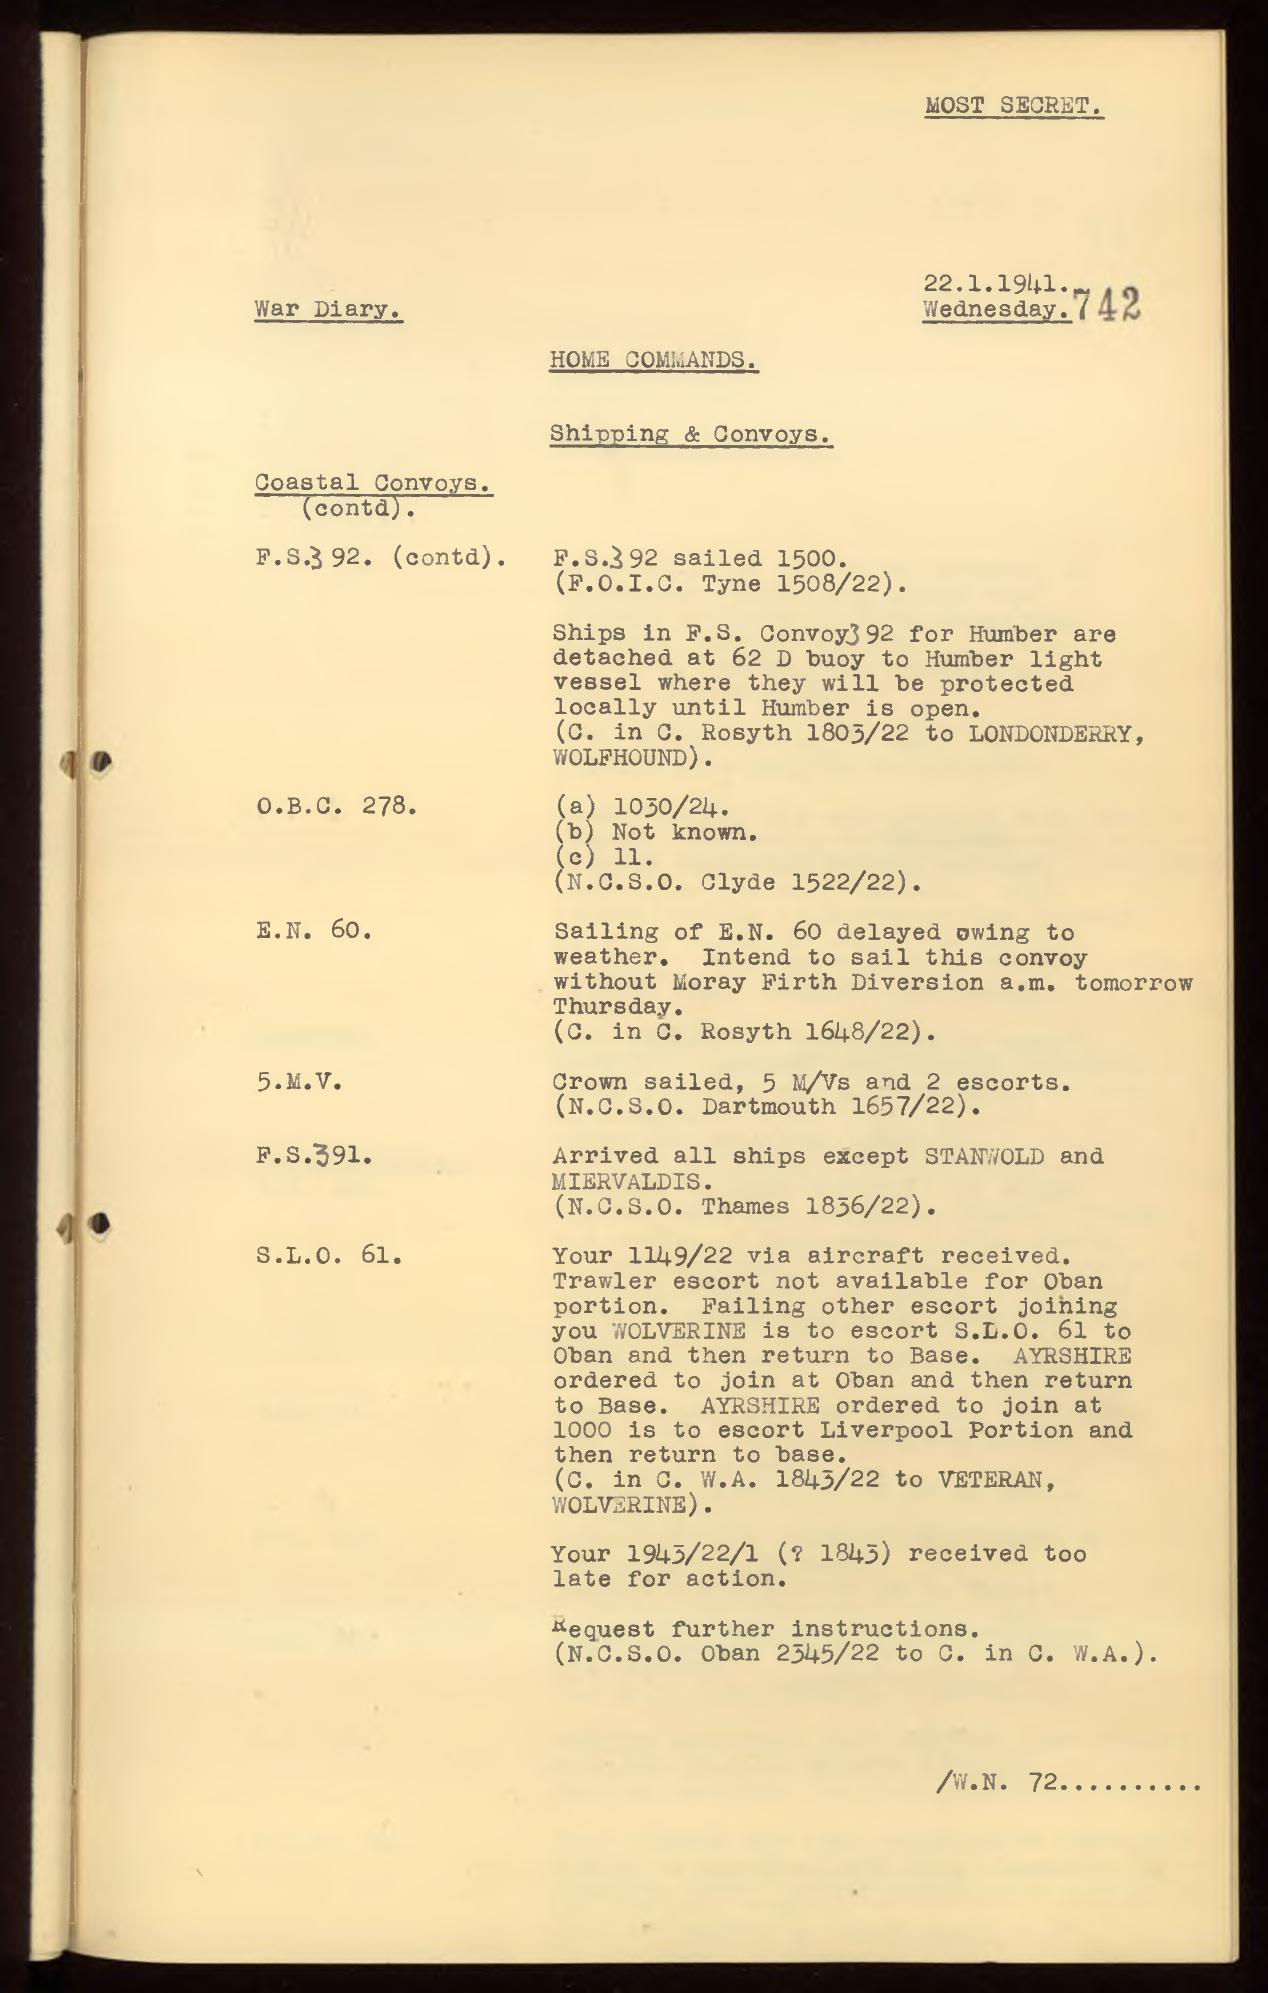 MOST SECRET.
22.1.1941.
War Diary.
Wednesday. 742
HOME COMMANDS.
Shipping & Convoys.
Coastal Convoys.
(contd).
F.S.392. (contd).
F.S.392 sailed 1500.
(F.O.I.C. Tyne 1508/22).
Ships in F.S. Convoy392 for Humber are
detached at 62 D buoy to Humber light
vessel where they will be protected
locally until Humber is open.
(C. in C. Rosyth 1803/22 to LONDONDERRY,
WOLFHOUND).
O.B.C. 278.
(a) 1030/24.
(b) Not known.
(c) 11.
(N.C.S.O. Clyde 1522/22).
E.N. 60.
Sailing of E.N. 60 delayed owing to
weather. Intend to sail this convoy
without Moray Firth Diversion a.m. tomorrow
Thursday.
(C. in C. Rosyth 1648/22).
5.M.V.
Crown sailed, 5 M/Vs and 2 escorts.
(N.C.S.O. Dartmouth 1657/22).
F.S.391.
Arrived all ships except STANWOLD and
MIERVALDIS.
(N.C.S.O. Thames 1836/22).
S.L.O. 61.
Your 1149/22 via aircraft received.
Trawler escort not available for Oban
portion. Failing other escort joining
you WOLVERINE is to escort S.L.O. 61 to
Oban and then return to Base. AYRSHIRE
ordered to join at Oban and then return
to Base. AYRSHIRE ordered to join at
1000 is to escort Liverpool Portion and
then return to base.
(C. in C. W.A. 1843/22 to VETERAN,
WOLVERINE).
Your 1943/22/1 (? 1843) received too
late for action.
Request further instructions.
(N.C.S.O. Oban 2345/22 to C. in C. W.A.).
/W.N. 72..........